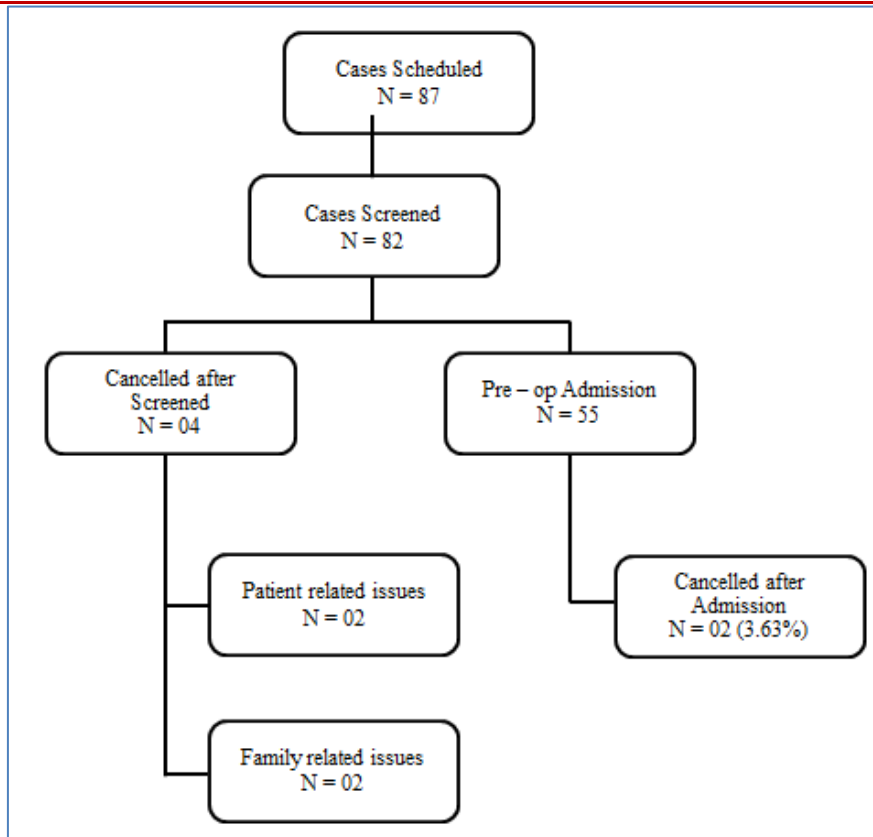 Cases Scheduled
N = 87
Cases Screened
N = 82
Cancelled after
Screened
N = 04
Pre – op Admission
N = 55
Patient related issues
N = 02
Cancelled after
Admission
N = 02 (3.63%)
Family related issues
N = 02